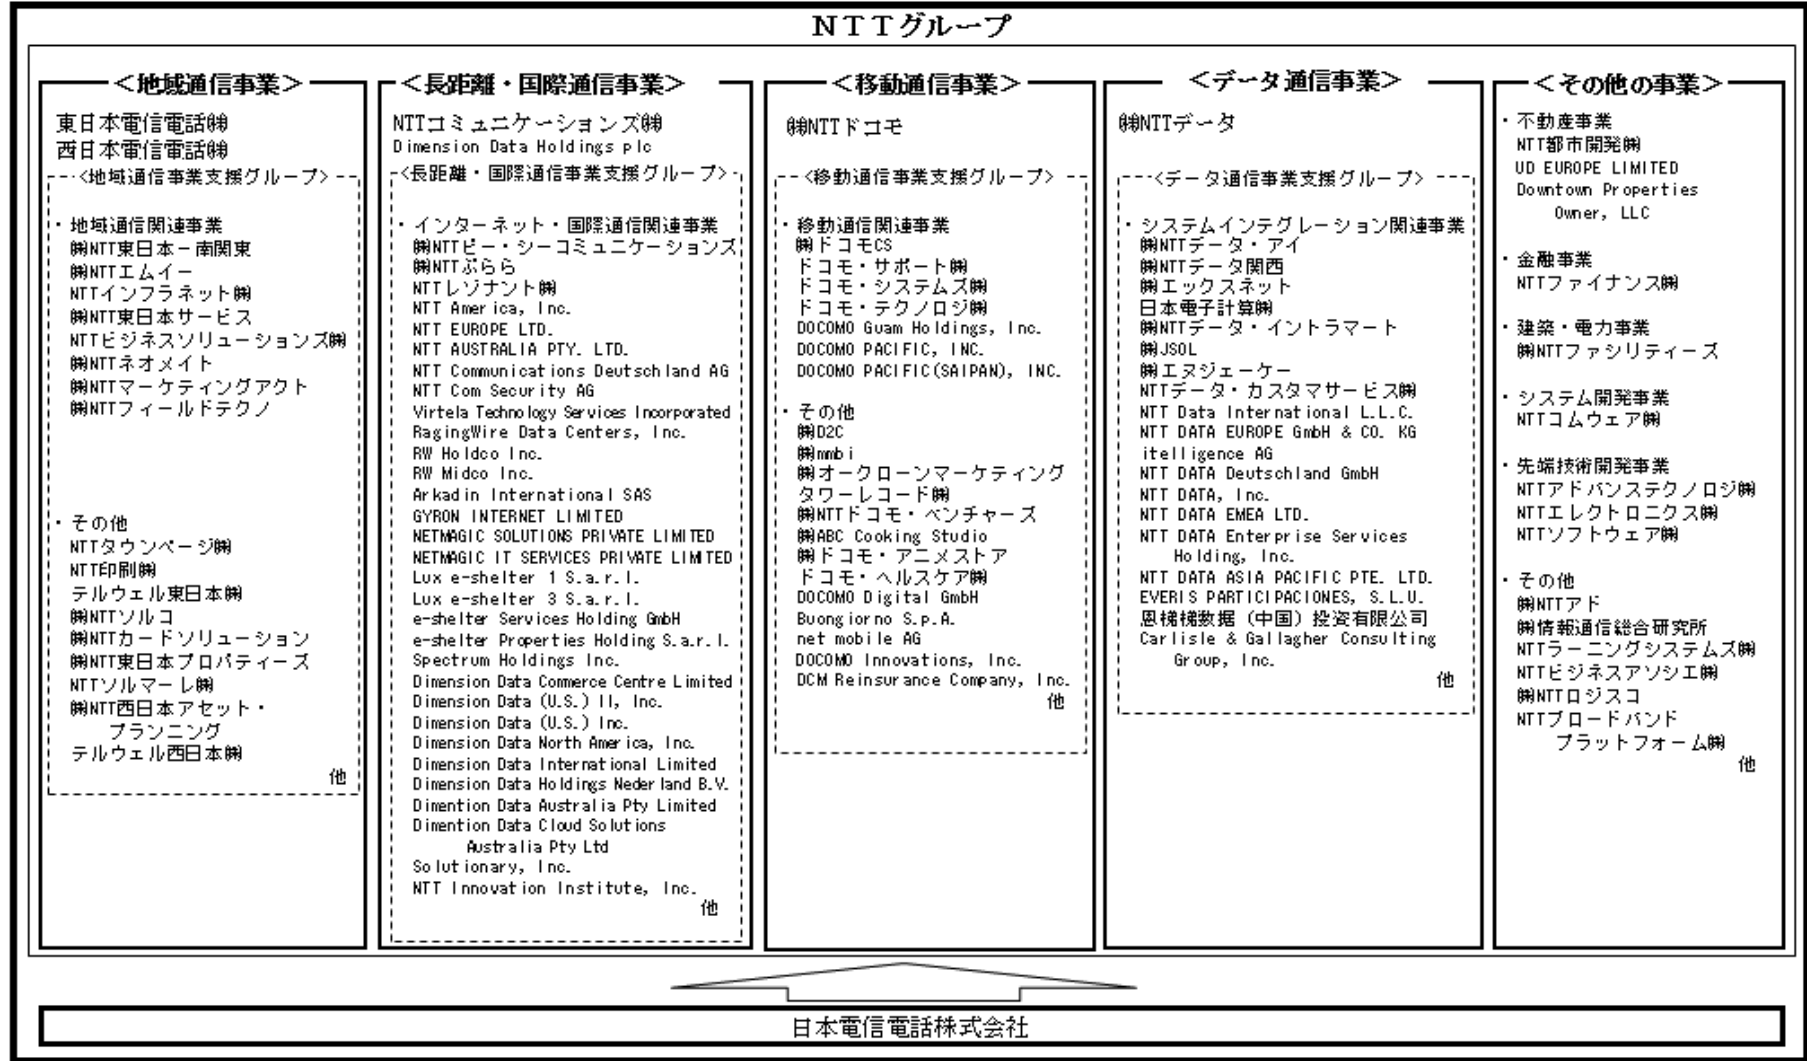 NTTグループ
<地域通信事業>
東日本電信電話㈱
西日本電信電話㈱
<地域通信事業支援グループ>
・地域通信関連事業
㈱NTT東日本－南関東
㈱NTTエムイー
NTTインフラネット㈱
㈱NTT東日本サービス
NTTビジネスソリューションズ㈱
㈱NTTネオメイト
㈱NTTマーケティングアクト
㈱NTTフィールドテクノ
・その他
NTTタウンページ㈱
NTT印刷㈱
テルウェル東日本㈱
㈱NTTソルコ
㈱NTTカードソリューション
㈱NTT東日本プロパティーズ
NTTソルマーレ㈱
㈱NTT西日本アセット・
プランニング
テルウェル西日本㈱
他
<長距離・国際通信事業>
NTTコミュニケーションズ㈱
Dimension Data Holdings plc
<長距離・国際通信事業支援グループ>
・インターネット・国際通信関連事業
㈱NTTピー・シーコミュニケーションズ
㈱NTTぷらら
NTTレゾナント㈱
NTT America, Inc.
NTT EUROPE LTD.
NTT AUSTRALIA PTY. LTD.
NTT Communications Deutschland AG
NTT Com Security AG
Virtela Technology Services Incorporated
RagingWire Data Centers, Inc.
RW Holdco Inc.
RW Midco Inc.
Arkadin International SAS
GYRON INTERNET LIMITED
NETMAGIC SOLUTIONS PRIVATE LIMITED
NETMAGIC IT SERVICES PRIVATE LIMITED
Lux e-shelter 1 S.a.r.l.
Lux e-shelter 3 S.a.r.l.
e-shelter Services Holding GmbH
e-shelter Properties Holding S.a.r.l.
Spectrum Holdings Inc.
Dimension Data Commerce Centre Limited
Dimension Data (U.S.) II, Inc.
Dimension Data (U.S.) Inc.
Dimension Data North America, Inc.
Dimension Data International Limited
Dimension Data Holdings Nederland B.V.
Dimention Data Australia Pty Limited
Dimention Data Cloud Solutions
Australia Pty Ltd
Solutionary, Inc.
NTT Innovation Institute, Inc.
他
<移動通信事業>
㈱NTTドコモ
<移動通信事業支援グループ>
・移動通信関連事業
㈱ドコモCS
ドコモ・サポート㈱
ドコモ・システムズ㈱
ドコモ・テクノロジ㈱
DOCOMO Guam Holdings, Inc.
DOCOMO PACIFIC, INC.
DOCOMO PACIFIC(SAIPAN), INC.
・その他
㈱D2C
㈱mmbi
㈱オークローンマーケティング
タワーレコード㈱
㈱NTTドコモ・ベンチャーズ
㈱ABC Cooking Studio
㈱ドコモ・アニメストア
ドコモ・ヘルスケア㈱
DOCOMO Digital GmbH
Buongiorno S.p.A.
net mobile AG
DOCOMO Innovations, Inc.
DCM Reinsurance Company, Inc.
他
<データ通信事業>
㈱NTTデータ
<データ通信事業支援グループ>
・システムインテグレーション関連事業
㈱NTTデータ・アイ
㈱NTTデータ関西
㈱エックスネット
日本電子計算㈱
㈱NTTデータ・イントラマート
㈱JSOL
㈱エヌジェーケー
NTTデータ・カスタマサービス㈱
NTT Data International L.L.C.
NTT DATA EUROPE GmbH & CO. KG
itelligence AG
NTT DATA Deutschland GmbH
NTT DATA, Inc.
NTT DATA EMEA LTD.
NTT DATA Enterprise Services
Holding, Inc.
NTT DATA ASIA PACIFIC PTE. LTD.
EVERIS PARTICIPACIONES, S.L.U.
恩梯梯数据（中国）投资有限公司
Carlisle & Gallagher Consulting
Group, Inc.
他
<その他の事業>
・不動産事業
NTT都市開発㈱
UD EUROPE LIMITED
Downtown Properties
Owner, LLC
・金融事業
NTTファイナンス㈱
・建築・電力事業
㈱NTTファシリティーズ
・システム開発事業
NTTコムウェア㈱
・先端技術開発事業
NTTアドバンステクノロジ㈱
NTTエレクトロニクス㈱
NTTソフトウェア㈱
・その他
㈱NTTアド
㈱情報通信総合研究所
NTTラーニングシステムズ㈱
NTTビジネスアソシエ㈱
㈱NTTロジスコ
NTTブロードバンド
プラットフォーム㈱
他
日本電信電話株式会社